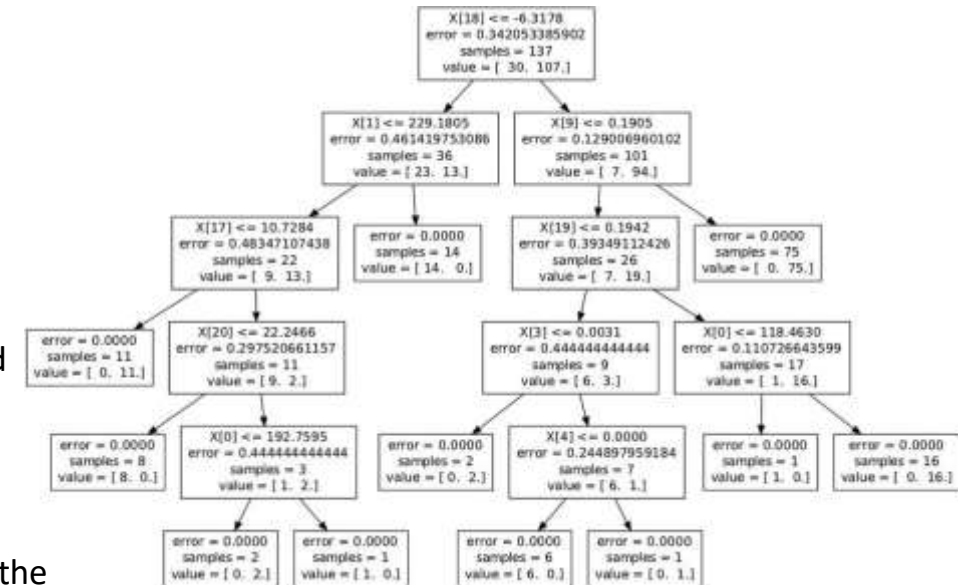 X[18] <= -6.3178
error = 0.342053385902
samples = 137
value = [ 30. 107.]
X[1] <= 229.1805
error = 0.461419753086
samples = 36
value = [ 23. 13.]
X[9] <= 0.1905
error = 0.129006960102
samples = 101
value = [ 7. 94.]
X[17] <= 10.7284
error = 0.48347107438
samples = 22
value = [ 9. 13.]
error = 0.0000
samples = 14
value = [ 14. 0.]
X[19] <= 0.1942
error = 0.39349112426
samples = 26
value = [ 7. 19.]
error = 0.0000
samples = 75
value = [ 0. 75.]
error = 0.0000
samples = 11
value = [ 0. 11.]
d
X[20] <= 22.2466
error = 0.297520661157
samples = 11
value = [ 9. 2.]
X[3] <= 0.0031
error = 0.444444444444
samples = 9
value = [ 6. 3.]
X[0] <= 118.4630
error = 0.110726643599
samples = 17
value = [ 1. 16.]
error = 0.0000
samples = 8
value = [ 8. 0.]
X[0] <= 192.7595
error = 0.444444444444
samples = 3
value = [ 1. 2.]
error = 0.0000
samples = 2
value = [ 0. 2.]
X[4] <= 0.0000
error = 0.244897959184
samples = 7
value = [ 6. 1.]
error = 0.0000
samples = 1
value = [ 1. 0.]
error = 0.0000
samples = 16
value = [ 0. 16.]
error = 0.0000
samples = 2
value = [ 0. 2.]
error = 0.0000
samples = 1
value = [ 1. 0.]
error = 0.0000
samples = 6
value = [ 6. 0.]
error = 0.0000
samples = 1
value = [ 0. 1.]
the